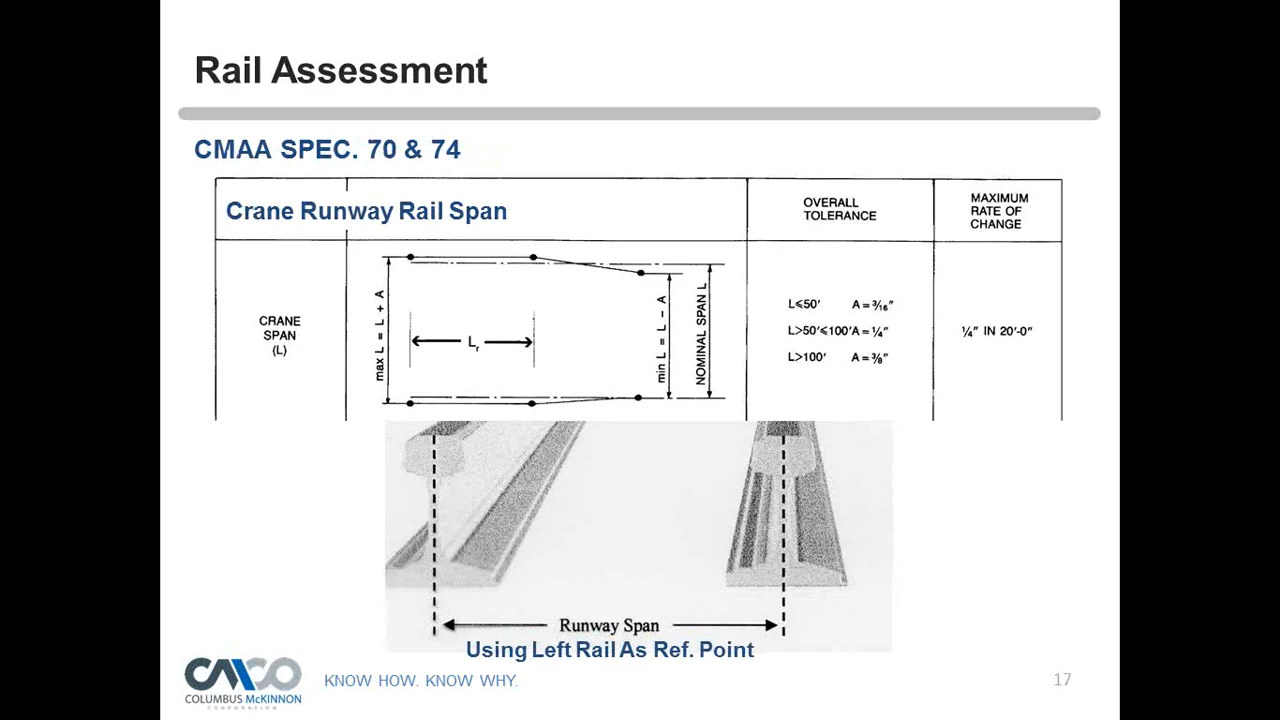 Rail Assessment
CMAA SPEC. 70 & 74
Crane Runway Rail Span
OVERALL
TOLERANCE
MAXIMUM
RATE OF
CHANGE
CRANE
SPAN
(L)
max L = L + A
Lr
min L = L - A
NOMINAL SPAN L
L≤50' A = 3/16"
L>50'≤100' A = 1/4"
L>100' A = 3/8"
1/4" IN 20'-0"
Runway Span
Using Left Rail As Ref. Point
CMCO
COLUSMBUS McKINNON
CORPORATION
KNOW HOW. KNOW WHY.
17